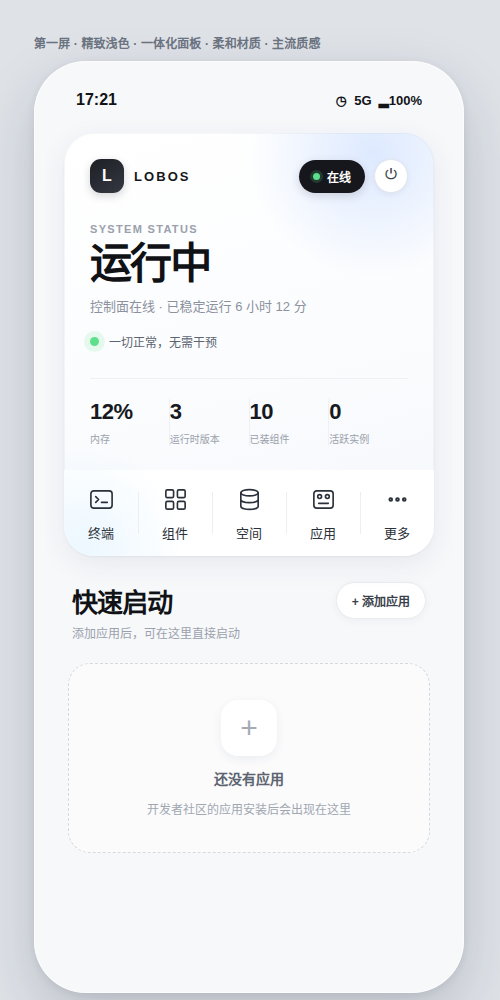 第一屏 · 精致浅色 · 一体化面板 · 柔和材质 · 主流质感
17:21
5G
100%
L
LOBOS
在线
SYSTEM STATUS
运行中
控制面在线 · 已稳定运行 6 小时 12 分
一切正常，无需干预
12%
3
10
0
内存
运行时版本
已装组件
活跃实例
终端
组件
空间
应用
更多
快速启动
+ 添加应用
添加应用后，可在这里直接启动
+
还没有应用
开发者社区的应用安装后会出现在这里